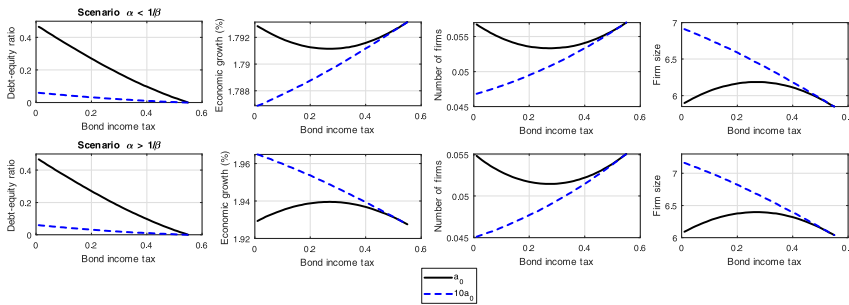 Scenario α < 1/β
Debt-equity ratio
0.4
0.2
0
0 0.2 0.4 0.6
Bond income tax
Economic growth (%)
1.792
1.79
1.788
0 0.2 0.4 0.6
Bond income tax
Number of firms
0.055
0.05
0.045
0 0.2 0.4 0.6
Bond income tax
Firm size
7
6.5
6
0 0.2 0.4 0.6
Bond income tax
Scenario α > 1/β
Debt-equity ratio
0.4
0.2
0
0 0.2 0.4 0.6
Bond income tax
Economic growth (%)
1.96
1.94
1.92
0 0.2 0.4 0.6
Bond income tax
Number of firms
0.055
0.05
0.045
0 0.2 0.4 0.6
Bond income tax
Firm size
7
6.5
6
0 0.2 0.4 0.
Bond income tax
a0
10a0